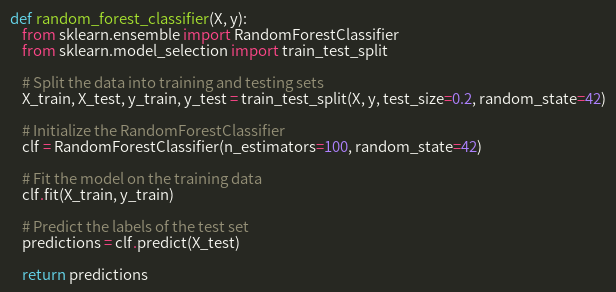 def random_forest_classifier(X, y):
from sklearn.ensemble import RandomForestClassifier
from sklearn.model_selection import train_test_split
# Split the data into training and testing sets
X_train, X_test, y_train, y_test = train_test_split(X, y, test_size=0.2, random_state=42)
# Initialize the RandomForestClassifier
clf = RandomForestClassifier(n_estimators=100, random_state=42)
# Fit the model on the training data
clf.fit(X_train, y_train)
# Predict the labels of the test set
predictions = clf.predict(X_test)
return predictions